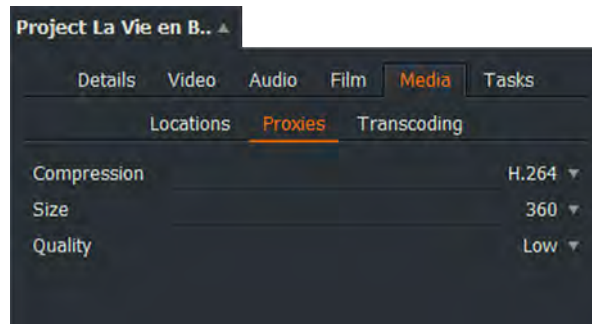 Project La Vie en B..
Details Video Audio Film Media Tasks
Locations Proxies Transcoding
Compression H.264
Size 360
Quality Low